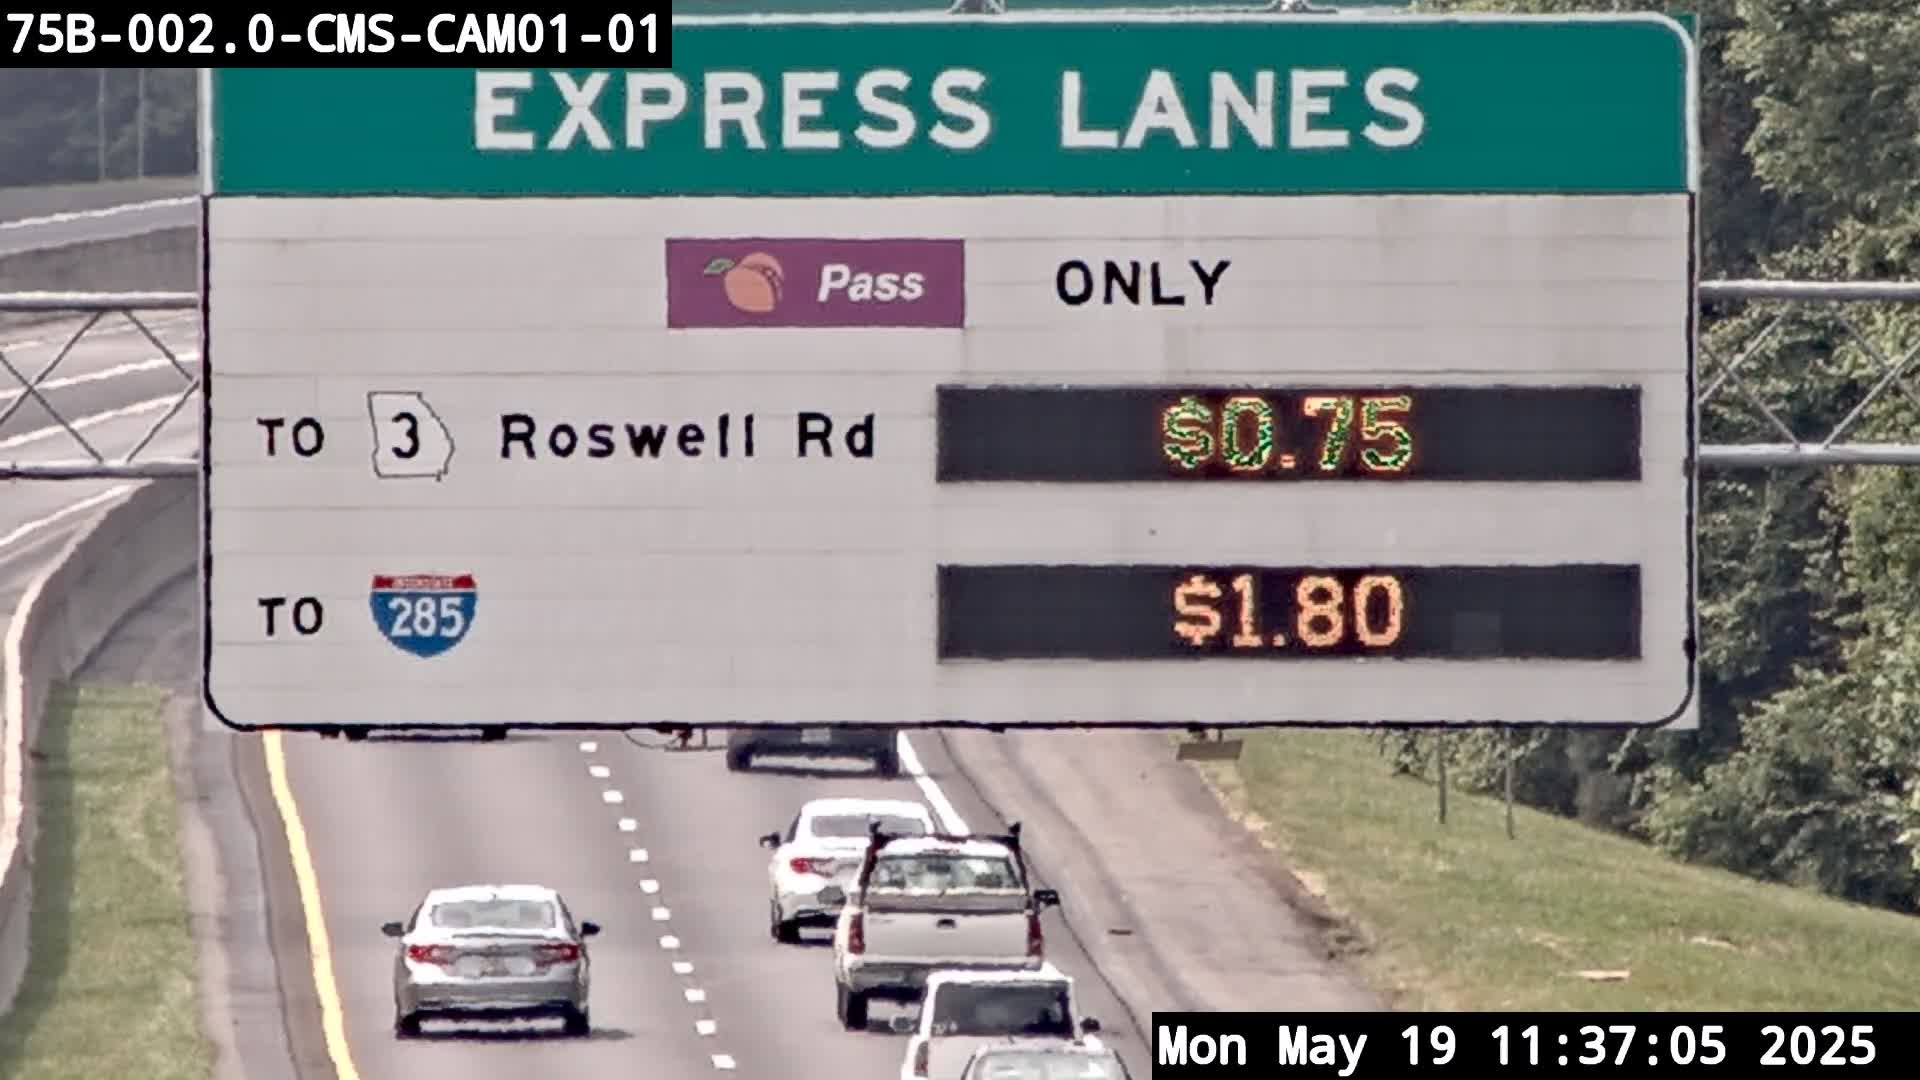 75B-002.0-CMS-CAM01-01
EXPRESS LANES
Pass ONLY
TO 3 Roswell Rd $0.75
TO 285 $1.80
Mon May 19 11:37:05 2025